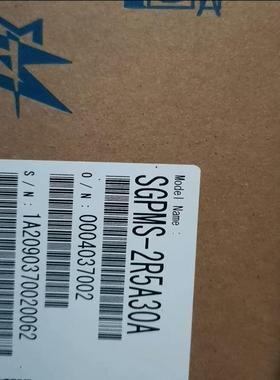 Model Name :
SGPMS-2R5A30A
O/N: 0004037002
S/N: 1A2090370020062